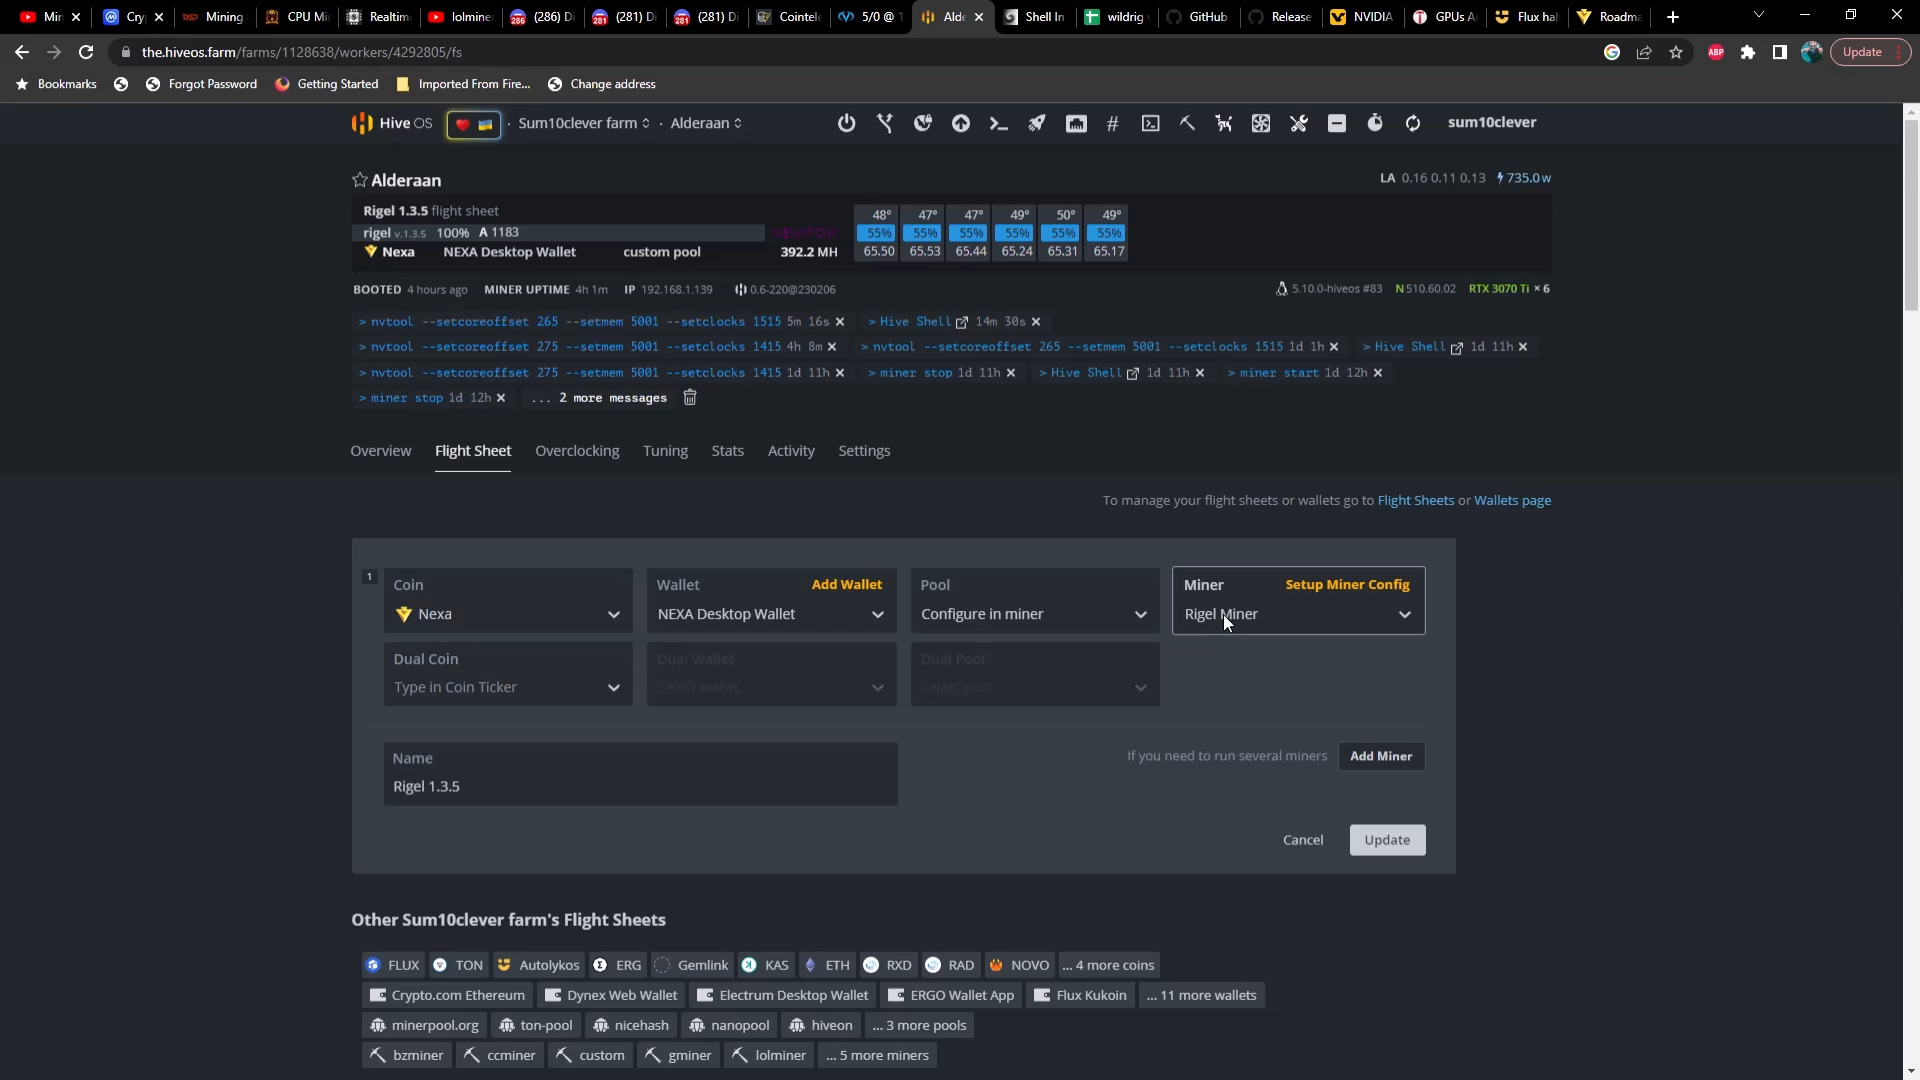 Min
Cry
Mining
CPU Mi
Realtim
lolmine
(286) Di
(281) Di
(281) Di
Cointele
5/0 @ T
Alde
Shell In
wildrig
GitHub
Release
NVIDIA
GPUs A
Flux hal
Roadma
the.hiveos.farm/farms/1128638/workers/4292805/fs
ABP
Update
Bookmarks
Forgot Password
Getting Started
Imported From Fire...
Change address
Hive OS
Sum10clever farm
Alderaan
sum10clever
Alderaan
LA 0.16 0.11 0.13 735.0 w
Rigel 1.3.5 flight sheet
48° 47° 47° 49° 50° 49°
rigel v.1.3.5 100% A 1183 NEXAPOW
55% 55% 55% 55% 55% 55%
Nexa NEXA Desktop Wallet custom pool 392.2 MH
65.50 65.53 65.44 65.24 65.31 65.17
BOOTED 4 hours ago MINER UPTIME 4h 1m IP 192.168.1.139 0.6-220@230206
5.10.0-hiveos #83 N 510.60.02 RTX 3070 Ti × 6
> nvtool --setcoreoffset 265 --setmem 5001 --setclocks 1515 5m 16s × > Hive Shell 14m 30s ×
> nvtool --setcoreoffset 275 --setmem 5001 --setclocks 1415 4h 8m × > nvtool --setcoreoffset 265 --setmem 5001 --setclocks 1515 1d 1h × > Hive Shell 1d 11h ×
> nvtool --setcoreoffset 275 --setmem 5001 --setclocks 1415 1d 11h × > miner stop 1d 11h × > Hive Shell 1d 11h × > miner start 1d 12h ×
> miner stop 1d 12h × ... 2 more messages
Overview Flight Sheet Overclocking Tuning Stats Activity Settings
To manage your flight sheets or wallets go to Flight Sheets or Wallets page
1
Coin
Nexa
Wallet Add Wallet
NEXA Desktop Wallet
Pool
Configure in miner
Miner Setup Miner Config
Rigel Miner
Dual Coin
Type in Coin Ticker
Dual Wallet
Select wallet
Dual Pool
Select pool
Name
Rigel 1.3.5
If you need to run several miners Add Miner
Cancel Update
Other Sum10clever farm's Flight Sheets
FLUX TON Autolykos ERG Gemlink KAS ETH RXD RAD NOVO ... 4 more coins
Crypto.com Ethereum Dynex Web Wallet Electrum Desktop Wallet ERGO Wallet App Flux Kukoin ... 11 more wallets
minerpool.org ton-pool nicehash nanopool hiveon ... 3 more pools
bzminer ccminer custom gminer lolminer ... 5 more miners